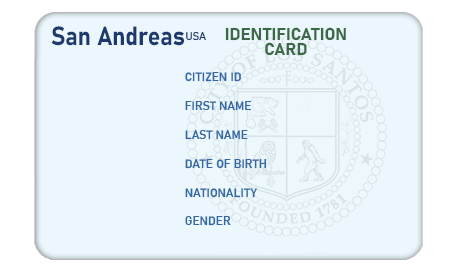 San Andreas USA
IDENTIFICATION
CARD
CITIZEN ID
FIRST NAME
LAST NAME
DATE OF BIRTH
NATIONALITY
GENDER
CITY OF LOS SANTOS
FOUNDED 1781